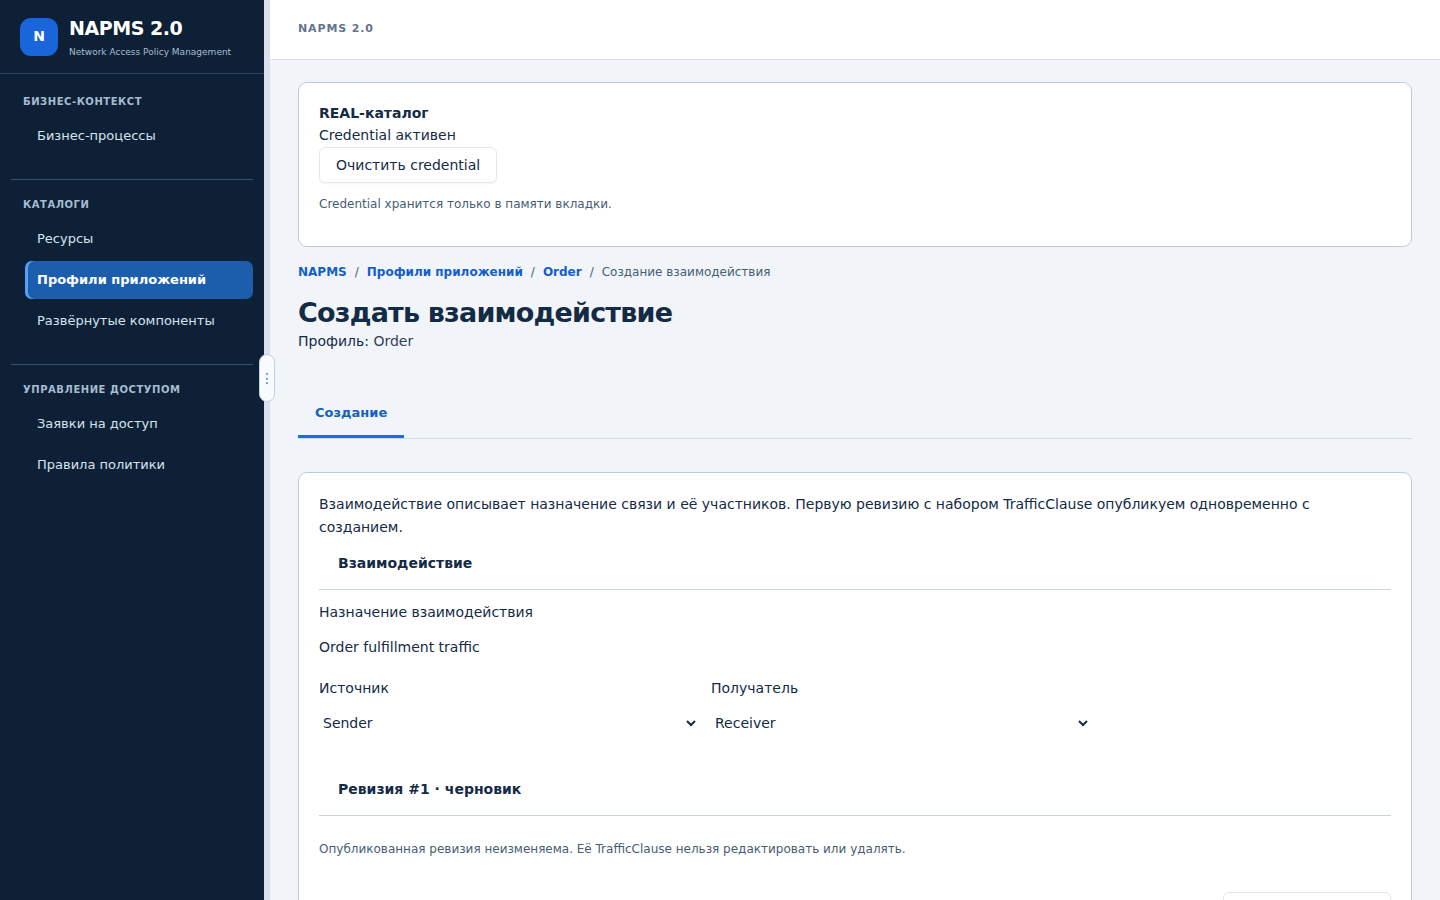 N
NAPMS 2.0
Network Access Policy Management
БИЗНЕС-КОНТЕКСТ
Бизнес-процессы
КАТАЛОГИ
Ресурсы
Профили приложений
Развёрнутые компоненты
УПРАВЛЕНИЕ ДОСТУПОМ
Заявки на доступ
Правила политики
NAPMS 2.0
REAL-каталог
Credential активен
Очистить credential
Credential хранится только в памяти вкладки.
NAPMS / Профили приложений / Order / Создание взаимодействия
Создать взаимодействие
Профиль: Order
Создание
Взаимодействие описывает назначение связи и её участников. Первую ревизию с набором TrafficClause опубликуем одновременно с
созданием.
Взаимодействие
Назначение взаимодействия
Order fulfillment traffic
Источник Получатель
Sender Receiver
Ревизия #1 · черновик
Опубликованная ревизия неизменяема. Её TrafficClause нельзя редактировать или удалять.